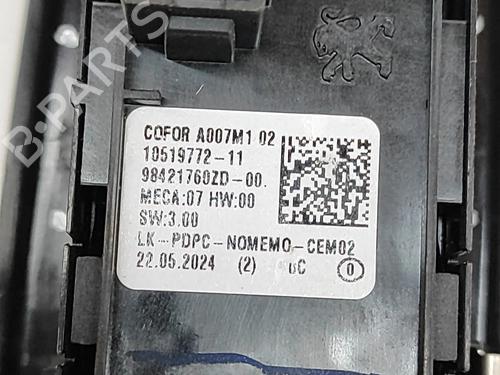 B-PARTS
COFOR A007M1 02
10519772-11
98421760ZD-00.
MECA:07 HW:00
SW:3.00
LK-PDPC-NOMEMO-CEM02
22.05.2024 (2) 0